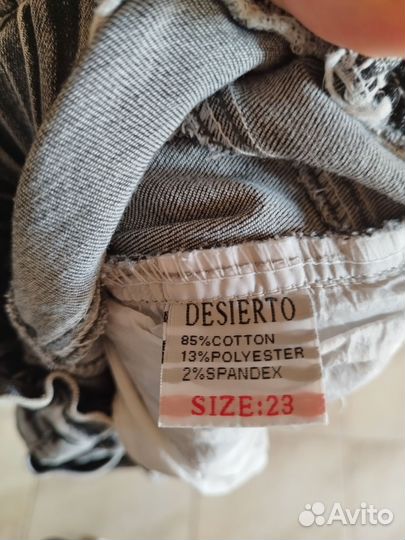 DESIERTO
85%COTTON
13%POLYESTER
2%SPANDEX
SIZE:23
Avito